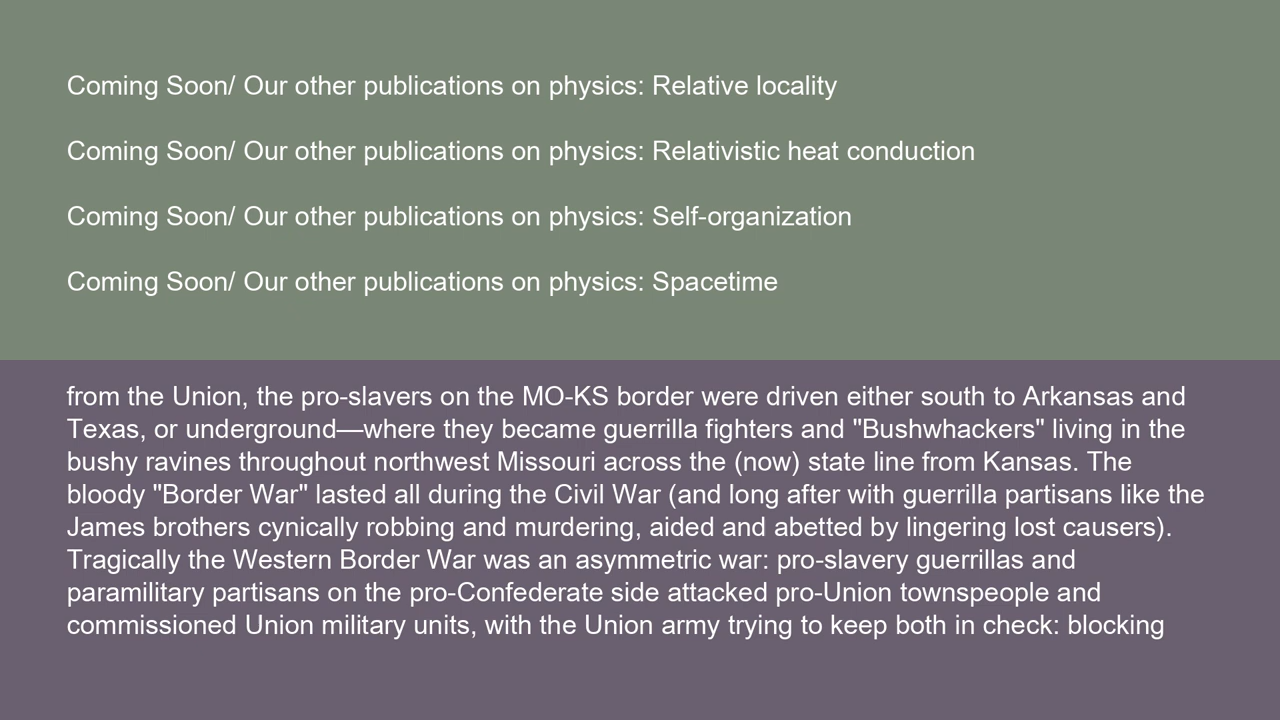 Coming Soon/ Our other publications on physics: Relative locality
Coming Soon/ Our other publications on physics: Relativistic heat conduction
Coming Soon/ Our other publications on physics: Self-organization
Coming Soon/ Our other publications on physics: Spacetime
from the Union, the pro-slavers on the MO-KS border were driven either south to Arkansas and
Texas, or underground—where they became guerrilla fighters and "Bushwhackers" living in the
bushy ravines throughout northwest Missouri across the (now) state line from Kansas. The
bloody "Border War" lasted all during the Civil War (and long after with guerrilla partisans like the
James brothers cynically robbing and murdering, aided and abetted by lingering lost causers).
Tragically the Western Border War was an asymmetric war: pro-slavery guerrillas and
paramilitary partisans on the pro-Confederate side attacked pro-Union townspeople and
commissioned Union military units, with the Union army trying to keep both in check: blocking